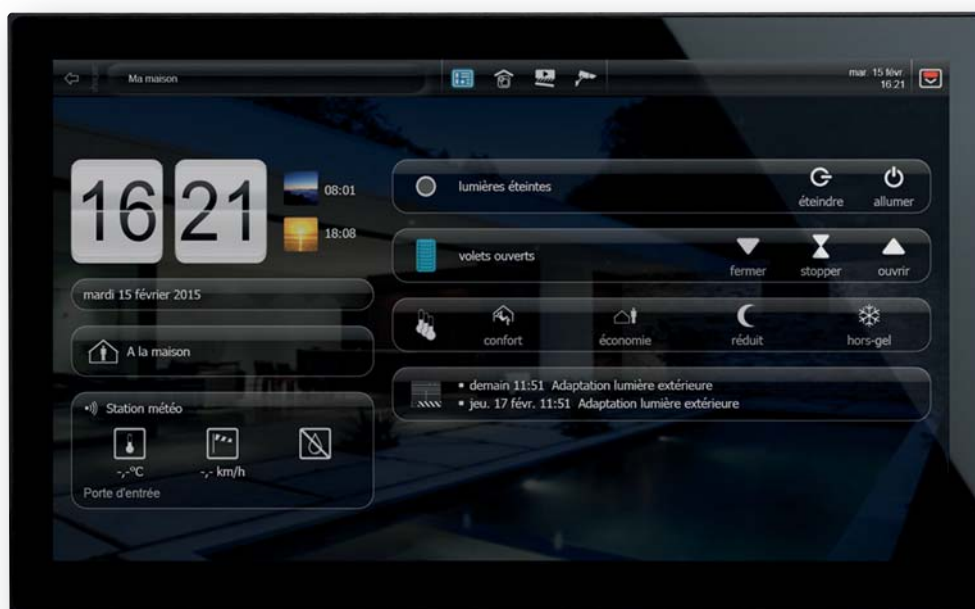 Ma maison
mar. 15 févr.
16:21
16 21
08:01
18:08
mardi 15 février 2015
A la maison
Station météo
-,-°C
-,- km/h
Porte d'entrée
lumières éteintes
éteindre
allumer
volets ouverts
fermer
stopper
ouvrir
confort
économie
réduit
hors-gel
• demain 11:51 Adaptation lumière extérieure
• jeu. 17 févr. 11:51 Adaptation lumière extérieure